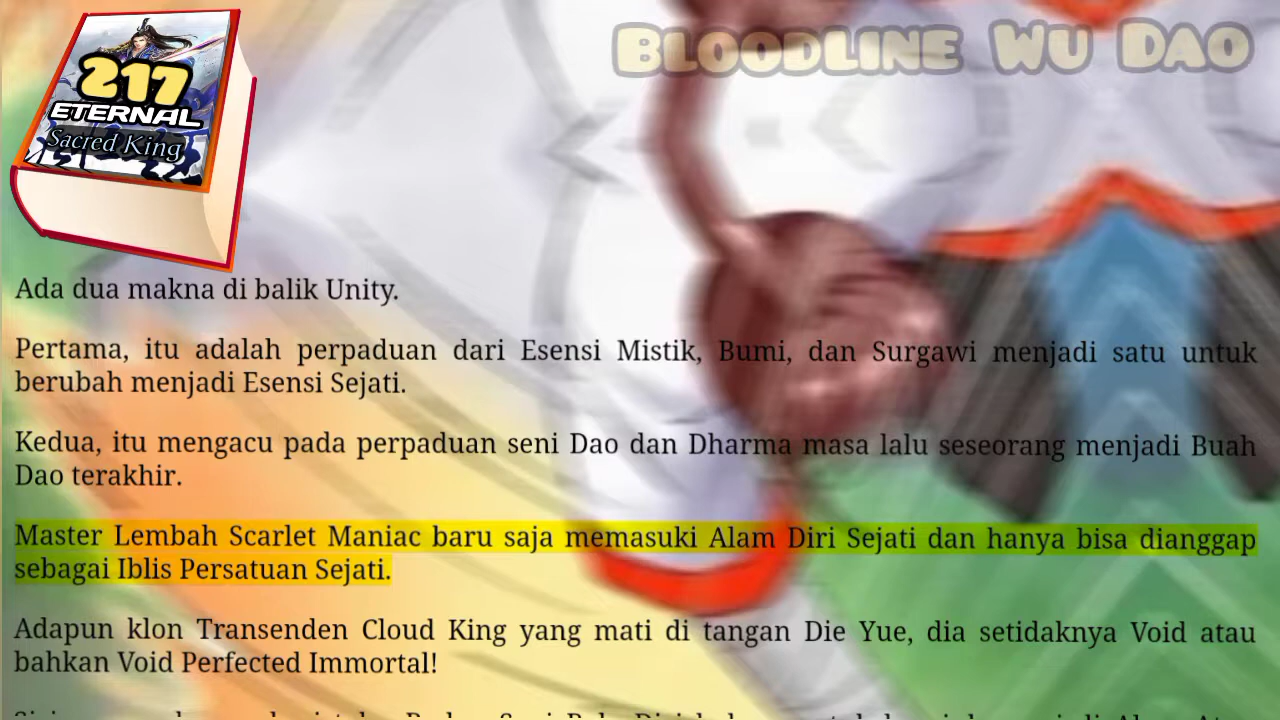 BLOODLINE WU DAO
217
ETERNAL
Sacred King
Ada dua makna di balik Unity.
Pertama, itu adalah perpaduan dari Esensi Mistik, Bumi, dan Surgawi menjadi satu untuk
berubah menjadi Esensi Sejati.
Kedua, itu mengacu pada perpaduan seni Dao dan Dharma masa lalu seseorang menjadi Buah
Dao terakhir.
Master Lembah Scarlet Maniac baru saja memasuki Alam Diri Sejati dan hanya bisa dianggap
sebagai Iblis Persatuan Sejati.
Adapun klon Transenden Cloud King yang mati di tangan Die Yue, dia setidaknya Void atau
bahkan Void Perfected Immortal!